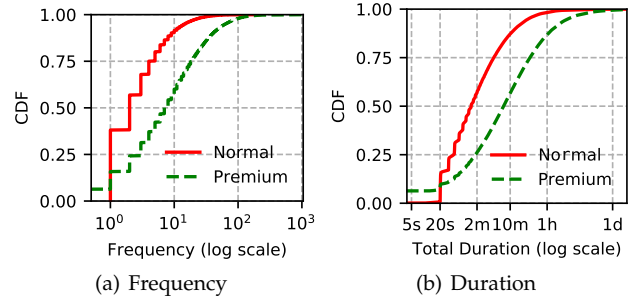 1.00
0.75
0.50
0.25
0.00
CDF
Normal
Premium
10^0
10^1
10^2
10^3
Frequency (log scale)
(a) Frequency
1.00
0.75
0.50
0.25
0.00
CDF
Normal
Premium
5s
20s
2m
10m
1h
1d
Total Duration (log scale)
(b) Duration